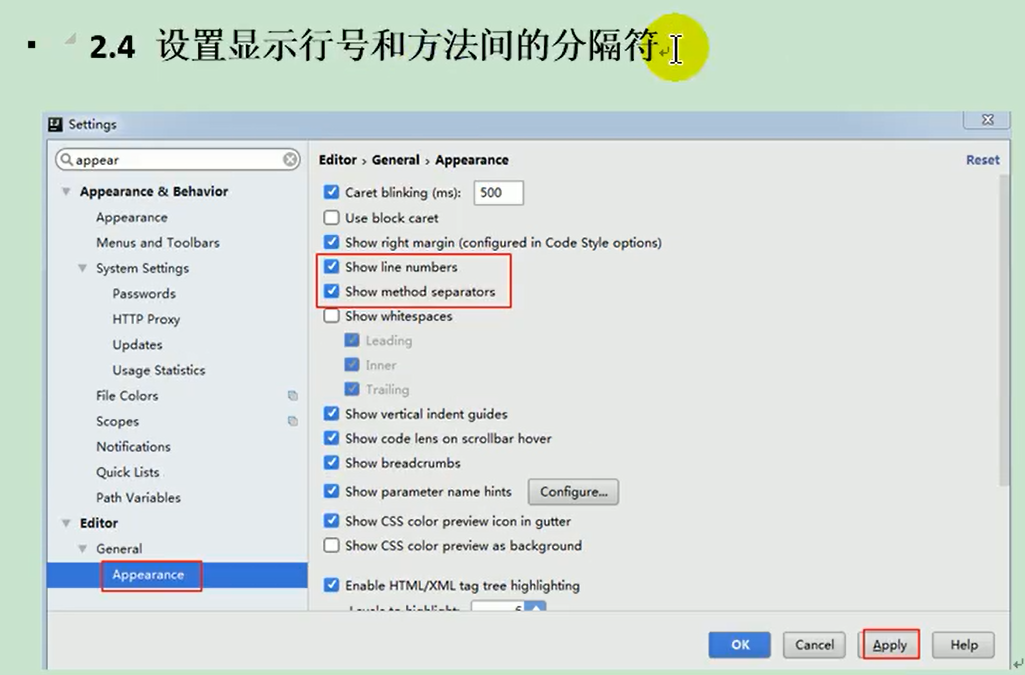 2.4 设置显示行号和方法间的分隔符
Settings
appear
Appearance & Behavior
Appearance
Menus and Toolbars
System Settings
Passwords
HTTP Proxy
Updates
Usage Statistics
File Colors
Scopes
Notifications
Quick Lists
Path Variables
Editor
General
Appearance
Editor › General › Appearance
Reset
Caret blinking (ms): 500
Use block caret
Show right margin (configured in Code Style options)
Show line numbers
Show method separators
Show whitespaces
Leading
Inner
Trailing
Show vertical indent guides
Show code lens on scrollbar hover
Show breadcrumbs
Show parameter name hints Configure...
Show CSS color preview icon in gutter
Show CSS color preview as background
Enable HTML/XML tag tree highlighting
Levels to highlight: 6
OK Cancel Apply Help